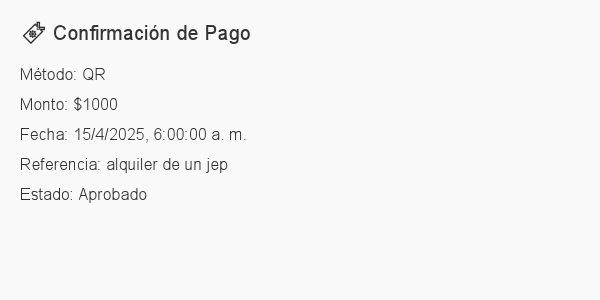 Confirmación de Pago
Método: QR
Monto: $1000
Fecha: 15/4/2025, 6:00:00 a. m.
Referencia: alquiler de un jep
Estado: Aprobado